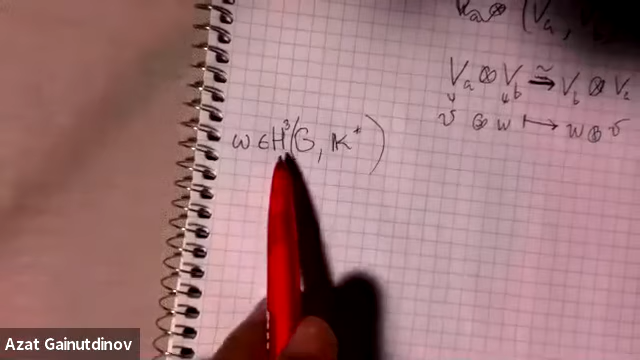 V_a ⊗ V_b ⥲ V_b ⊗ V_a
v ⊗ w ↦ w ⊗ v
ω ∈ H³(G, 𝕜*)
Azat Gainutdinov